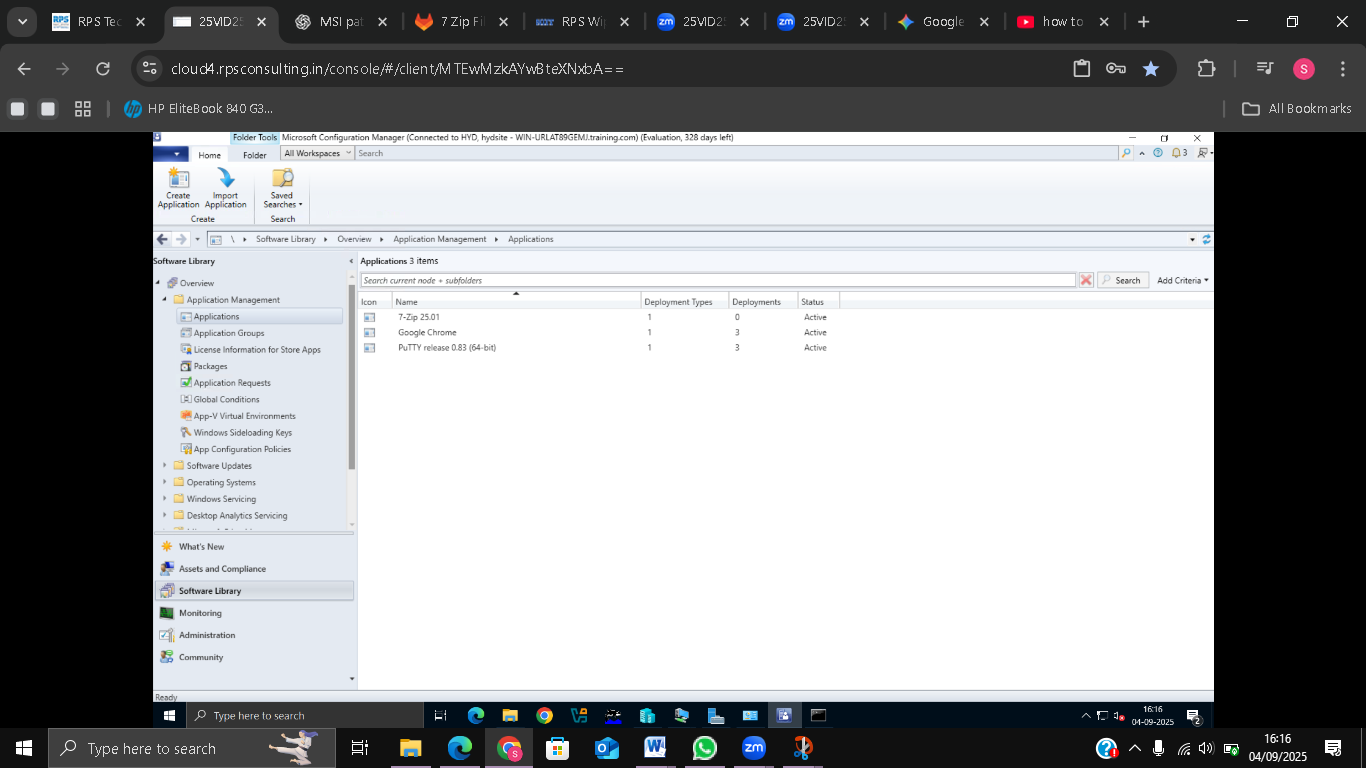 RPS Tec
25VID25
MSI pat
7 Zip Fil
RPS Wip
25VID25
25VID25
Google
how to
cloud4.rpsconsulting.in/console/#/client/MTEwMzkAYwBteXNxbA==
S
HP EliteBook 840 G3...
All Bookmarks
Folder Tools Microsoft Configuration Manager (Connected to HYD, hydsite - WIN-URLAT89GEMJ.training.com) (Evaluation, 328 days left)
Home Folder All Workspaces Search 3
Create Application
Import Application
Saved Searches
Create Search
\ Software Library Overview Application Management Applications
Software Library
Overview
Application Management
Applications
Application Groups
License Information for Store Apps
Packages
Application Requests
Global Conditions
App-V Virtual Environments
Windows Sideloading Keys
App Configuration Policies
Software Updates
Operating Systems
Windows Servicing
Desktop Analytics Servicing
What's New
Assets and Compliance
Software Library
Monitoring
Administration
Community
Applications 3 items
Search current node + subfolders Search Add Criteria
Icon Name Deployment Types Deployments Status
7-Zip 25.01 1 0 Active
Google Chrome 1 3 Active
PuTTY release 0.83 (64-bit) 1 3 Active
Ready
Type here to search
16:16
04-09-2025
2
Type here to search
16:16
04/09/2025